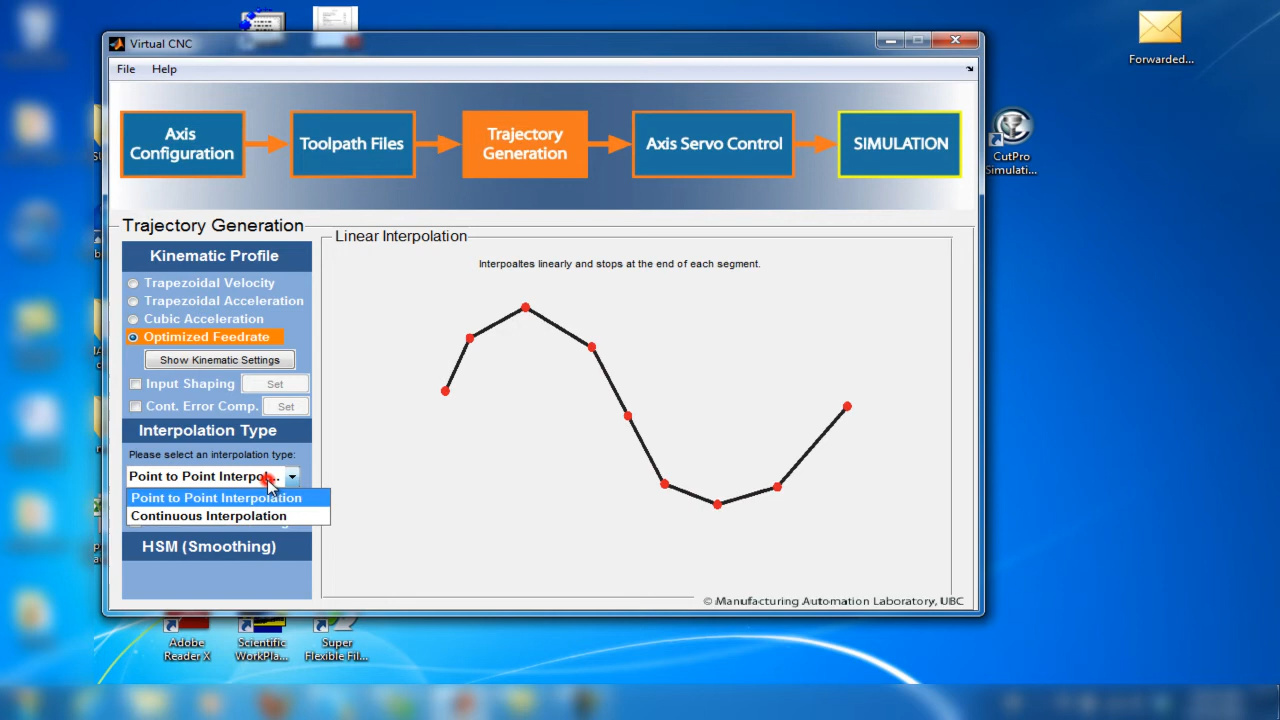 Virtual CNC
File Help
Axis
Configuration
Toolpath Files
Trajectory
Generation
Axis Servo Control
SIMULATION
Trajectory Generation
Kinematic Profile
Trapezoidal Velocity
Trapezoidal Acceleration
Cubic Acceleration
Optimized Feedrate
Show Kinematic Settings
Input Shaping Set
Cont. Error Comp. Set
Interpolation Type
Please select an interpolation type:
Point to Point Interpol...
Point to Point Interpolation
Continuous Interpolation
HSM (Smoothing)
Linear Interpolation
Interpoaltes linearly and stops at the end of each segment.
© Manufacturing Automation Laboratory, UBC
Forwarded...
CutPro
Simulati...
Adobe
Reader X
Scientific
WorkPla...
Super
Flexible Fil...